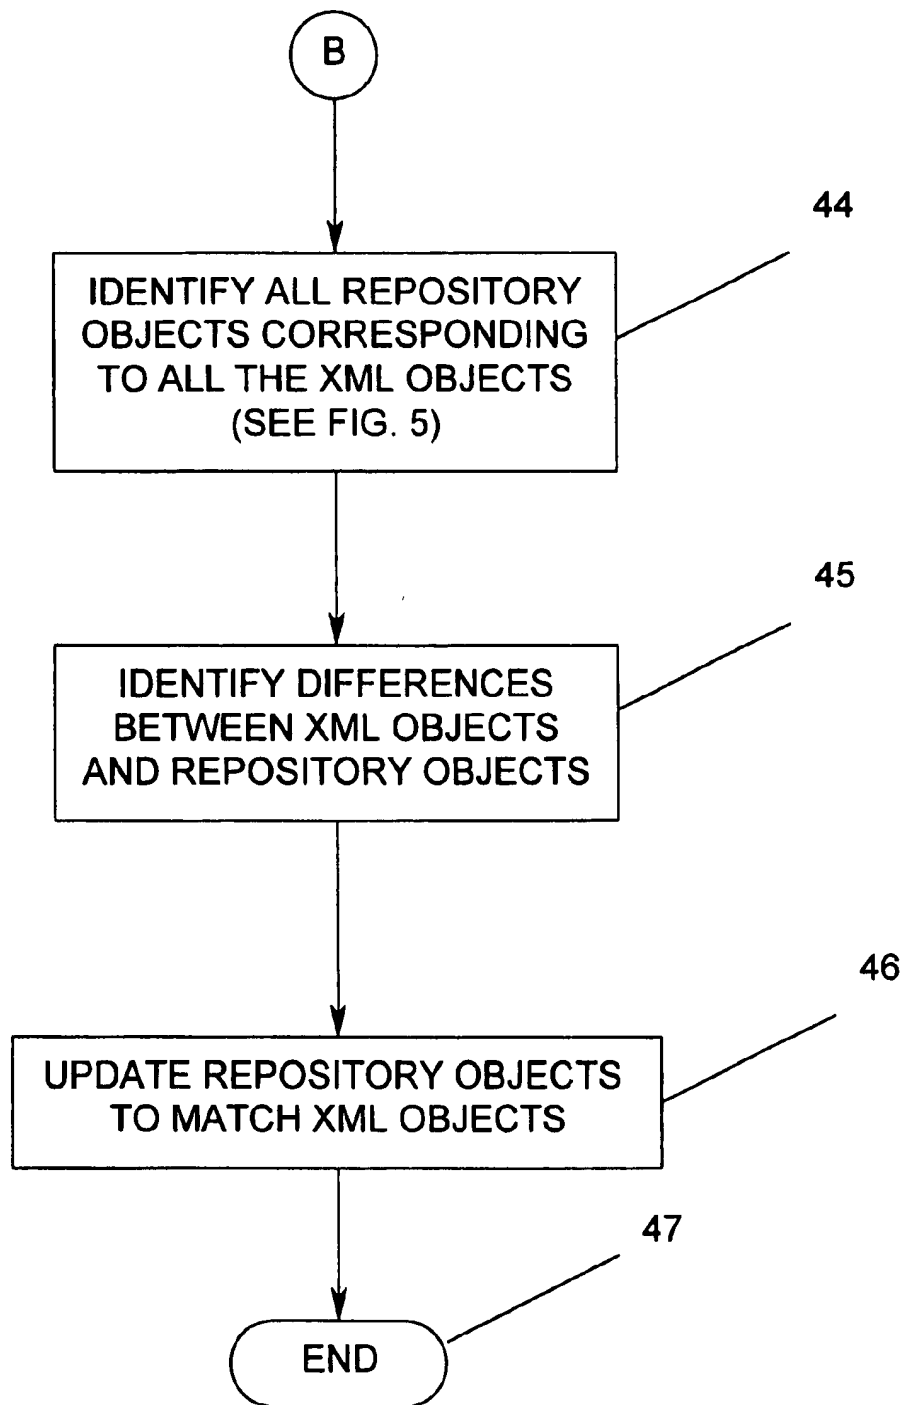 B
44
IDENTIFY ALL REPOSITORY
OBJECTS CORRESPONDING
TO ALL THE XML OBJECTS
(SEE FIG. 5)
45
IDENTIFY DIFFERENCES
BETWEEN XML OBJECTS
AND REPOSITORY OBJECTS
46
UPDATE REPOSITORY OBJECTS
TO MATCH XML OBJECTS
47
END